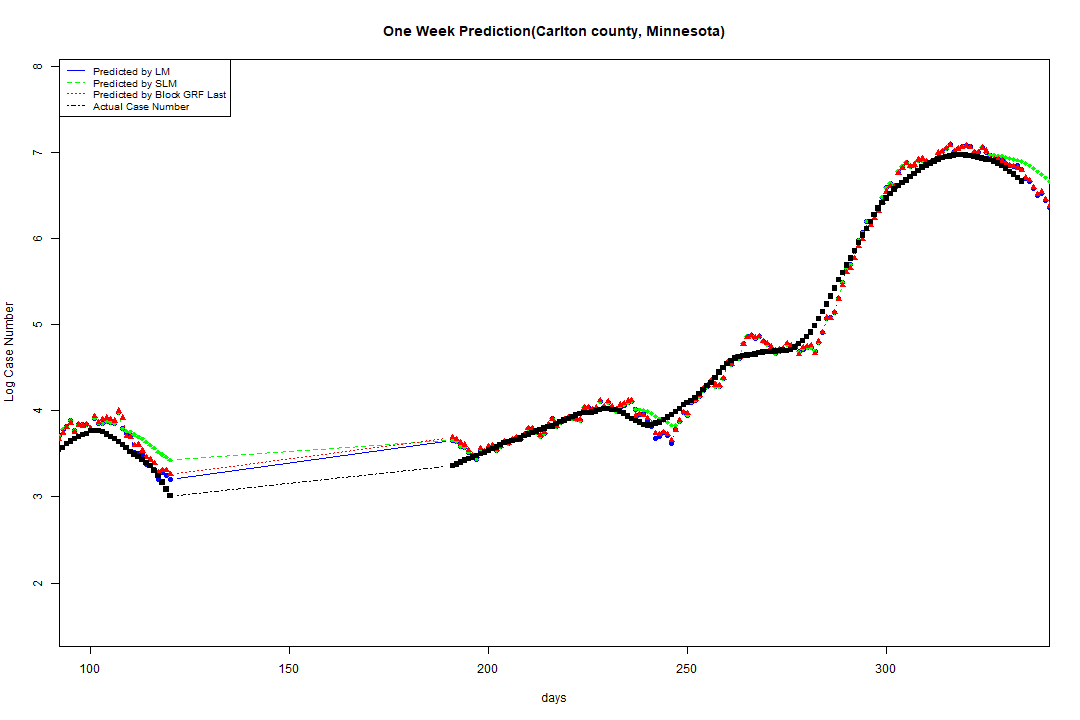 One Week Prediction(Carlton county, Minnesota)
Predicted by LM
Predicted by SLM
Predicted by Block GRF Last
Actual Case Number
8
7
6
5
4
3
2
Log Case Number
100 150 200 250 300
days